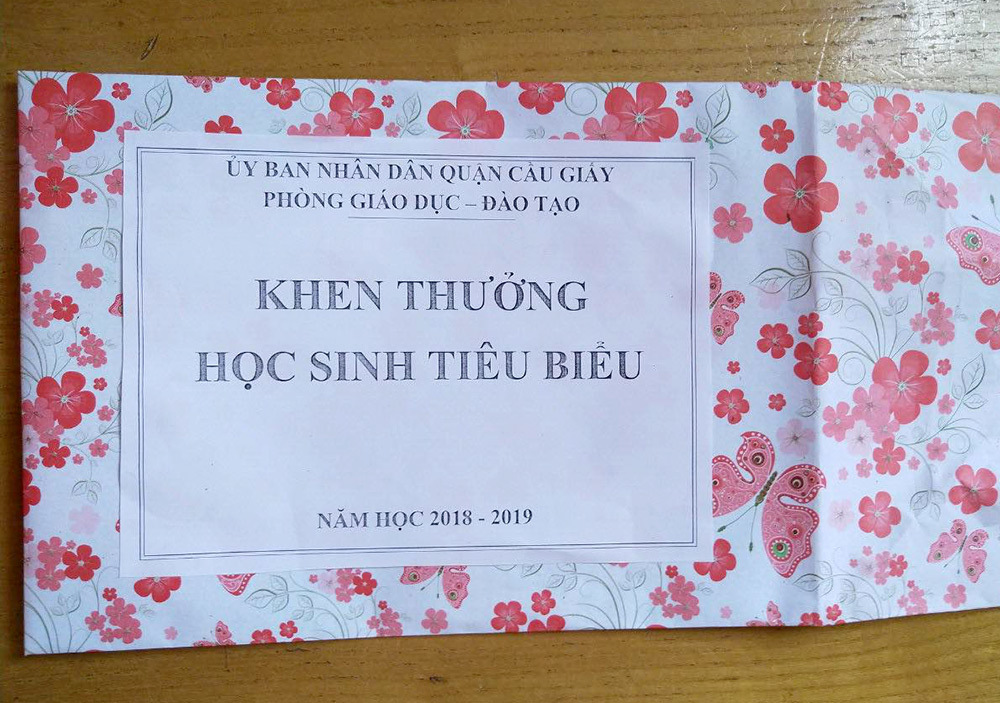 ỦY BAN NHÂN DÂN QUẬN CẦU GIẤY
PHÒNG GIÁO DỤC – ĐÀO TẠO
KHEN THƯỞNG
HỌC SINH TIÊU BIỂU
NĂM HỌC 2018 - 2019